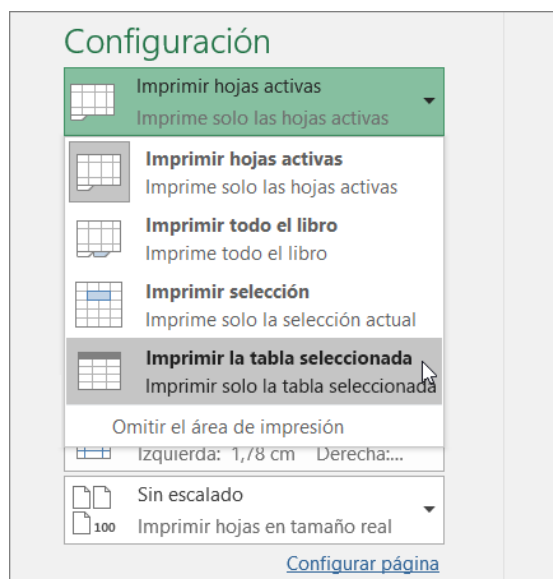 Configuración
Imprimir hojas activas
Imprime solo las hojas activas
Imprimir hojas activas
Imprime solo las hojas activas
Imprimir todo el libro
Imprime todo el libro
Imprimir selección
Imprime solo la selección actual
Imprimir la tabla seleccionada
Imprimir solo la tabla seleccionada
Omitir el área de impresión
Izquierda: 1,78 cm Derecha:...
Sin escalado
100 Imprimir hojas en tamaño real
Configurar página